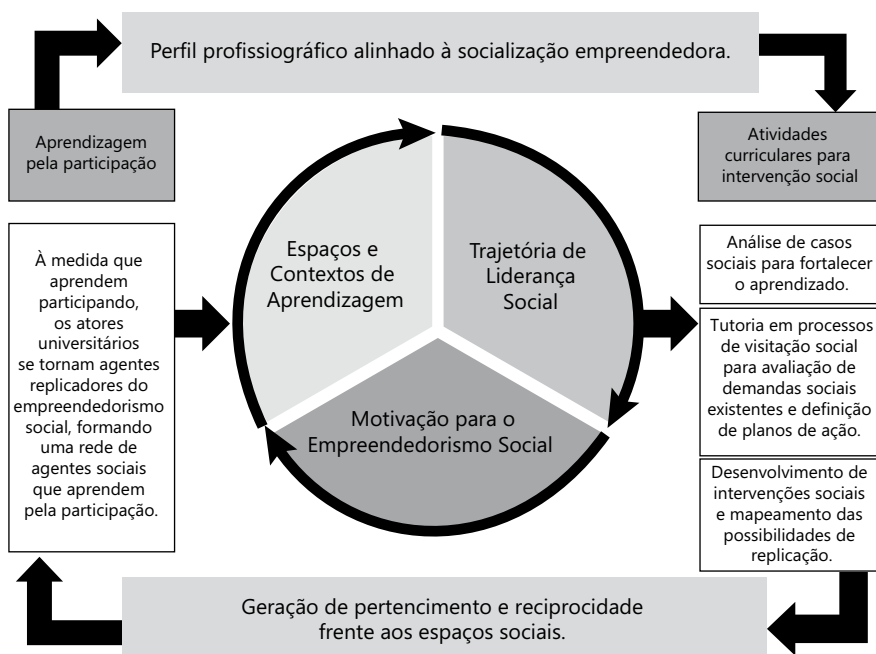 Perfil profissiográfico alinhado à socialização empreendedora.
Aprendizagem
pela participação
Atividades
curriculares para
intervenção social
À medida que
aprendem
participando,
os atores
universitários
se tornam agentes
replicadores do
empreendedorismo
social, formando
uma rede de
agentes sociais
que aprendem
pela participação.
Espaços e
Contextos de
Aprendizagem
Trajetória de
Liderança
Social
Motivação para o
Empreendedorismo Social
Análise de casos
sociais para fortalecer
o aprendizado.
Tutoria em processos
de visitação social
para avaliação de
demandas sociais
existentes e definição
de planos de ação.
Desenvolvimento de
intervenções sociais
e mapeamento das
possibilidades de
replicação.
Geração de pertencimento e reciprocidade
frente aos espaços sociais.